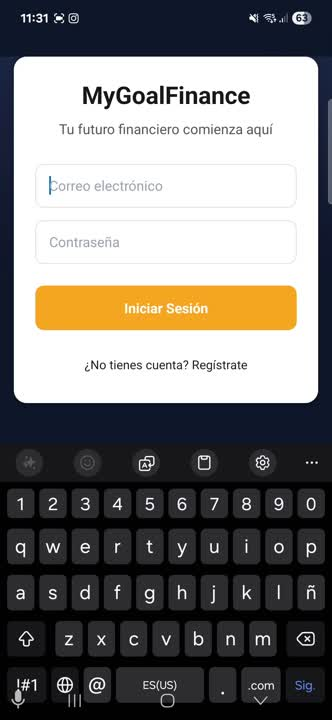 11:31
63
MyGoalFinance
Tu futuro financiero comienza aquí
Correo electrónico
Contraseña
Iniciar Sesión
¿No tienes cuenta? Regístrate
1 2 3 4 5 6 7 8 9 0
q w e r t y u i o p
a s d f g h j k l ñ
z x c v b n m
!#1 @ ES(US) . .com Sig.